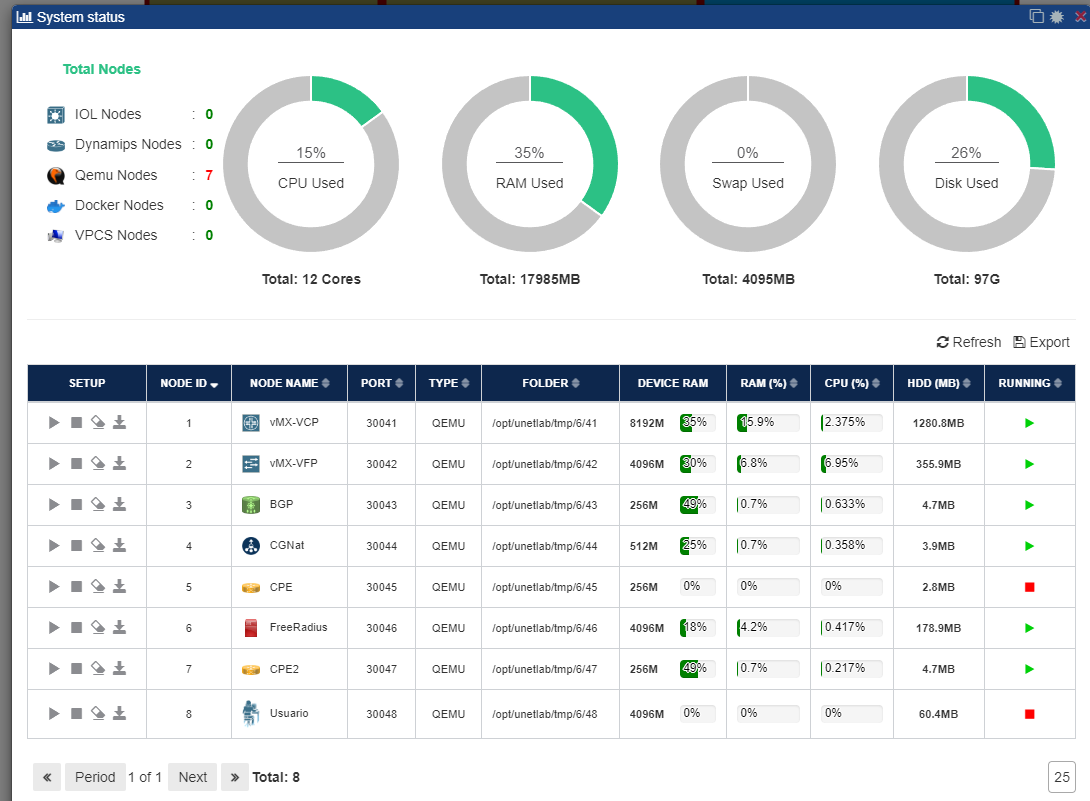 System status
Total Nodes
IOL Nodes : 0
Dynamips Nodes : 0
Qemu Nodes : 7
Docker Nodes : 0
VPCS Nodes : 0
15% 35% 0% 26%
CPU Used RAM Used Swap Used Disk Used
Total: 12 Cores Total: 17985MB Total: 4095MB Total: 97G
Refresh Export
SETUP NODE ID NODE NAME PORT TYPE FOLDER DEVICE RAM RAM (%) CPU (%) HDD (MB) RUNNING
1 vMX-VCP 30041 QEMU /opt/unetlab/tmp/6/41 8192M 35% 15.9% 2.375% 1280.8MB
2 vMX-VFP 30042 QEMU /opt/unetlab/tmp/6/42 4096M 30% 6.8% 6.95% 355.9MB
3 BGP 30043 QEMU /opt/unetlab/tmp/6/43 256M 49% 0.7% 0.633% 4.7MB
4 CGNat 30044 QEMU /opt/unetlab/tmp/6/44 512M 25% 0.7% 0.358% 3.9MB
5 CPE 30045 QEMU /opt/unetlab/tmp/6/45 256M 0% 0% 0% 2.8MB
6 FreeRadius 30046 QEMU /opt/unetlab/tmp/6/46 4096M 18% 4.2% 0.417% 178.9MB
7 CPE2 30047 QEMU /opt/unetlab/tmp/6/47 256M 49% 0.7% 0.217% 4.7MB
8 Usuario 30048 QEMU /opt/unetlab/tmp/6/48 4096M 0% 0% 0% 60.4MB
« Period 1 of 1 Next » Total: 8 25